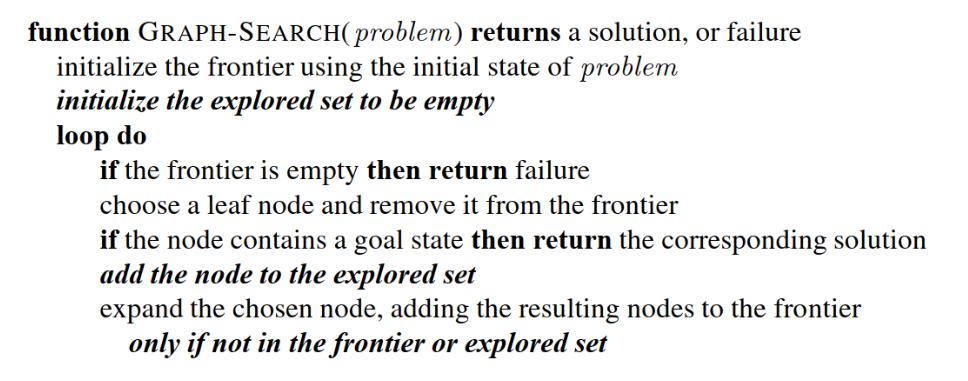 function GRAPH-SEARCH(problem) returns a solution, or failure
initialize the frontier using the initial state of problem
initialize the explored set to be empty
loop do
if the frontier is empty then return failure
choose a leaf node and remove it from the frontier
if the node contains a goal state then return the corresponding solution
add the node to the explored set
expand the chosen node, adding the resulting nodes to the frontier
only if not in the frontier or explored set